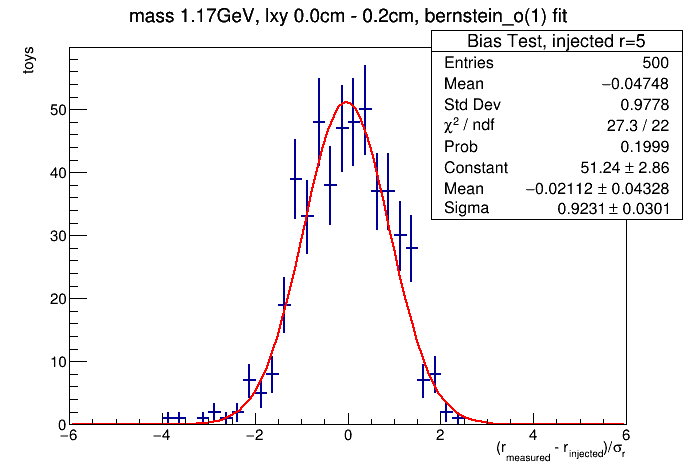 mass 1.17GeV, lxy 0.0cm - 0.2cm, bernstein_o(1) fit
toys
Bias Test, injected r=5
Entries 500
Mean −0.04748
Std Dev 0.9778
χ² / ndf 27.3 / 22
Prob 0.1999
Constant 51.24 ± 2.86
Mean −0.02112 ± 0.04328
Sigma 0.9231 ± 0.0301
50
40
30
20
10
0
−6 −4 −2 0 2 4 6
(r_measured - r_injected)/σ_r